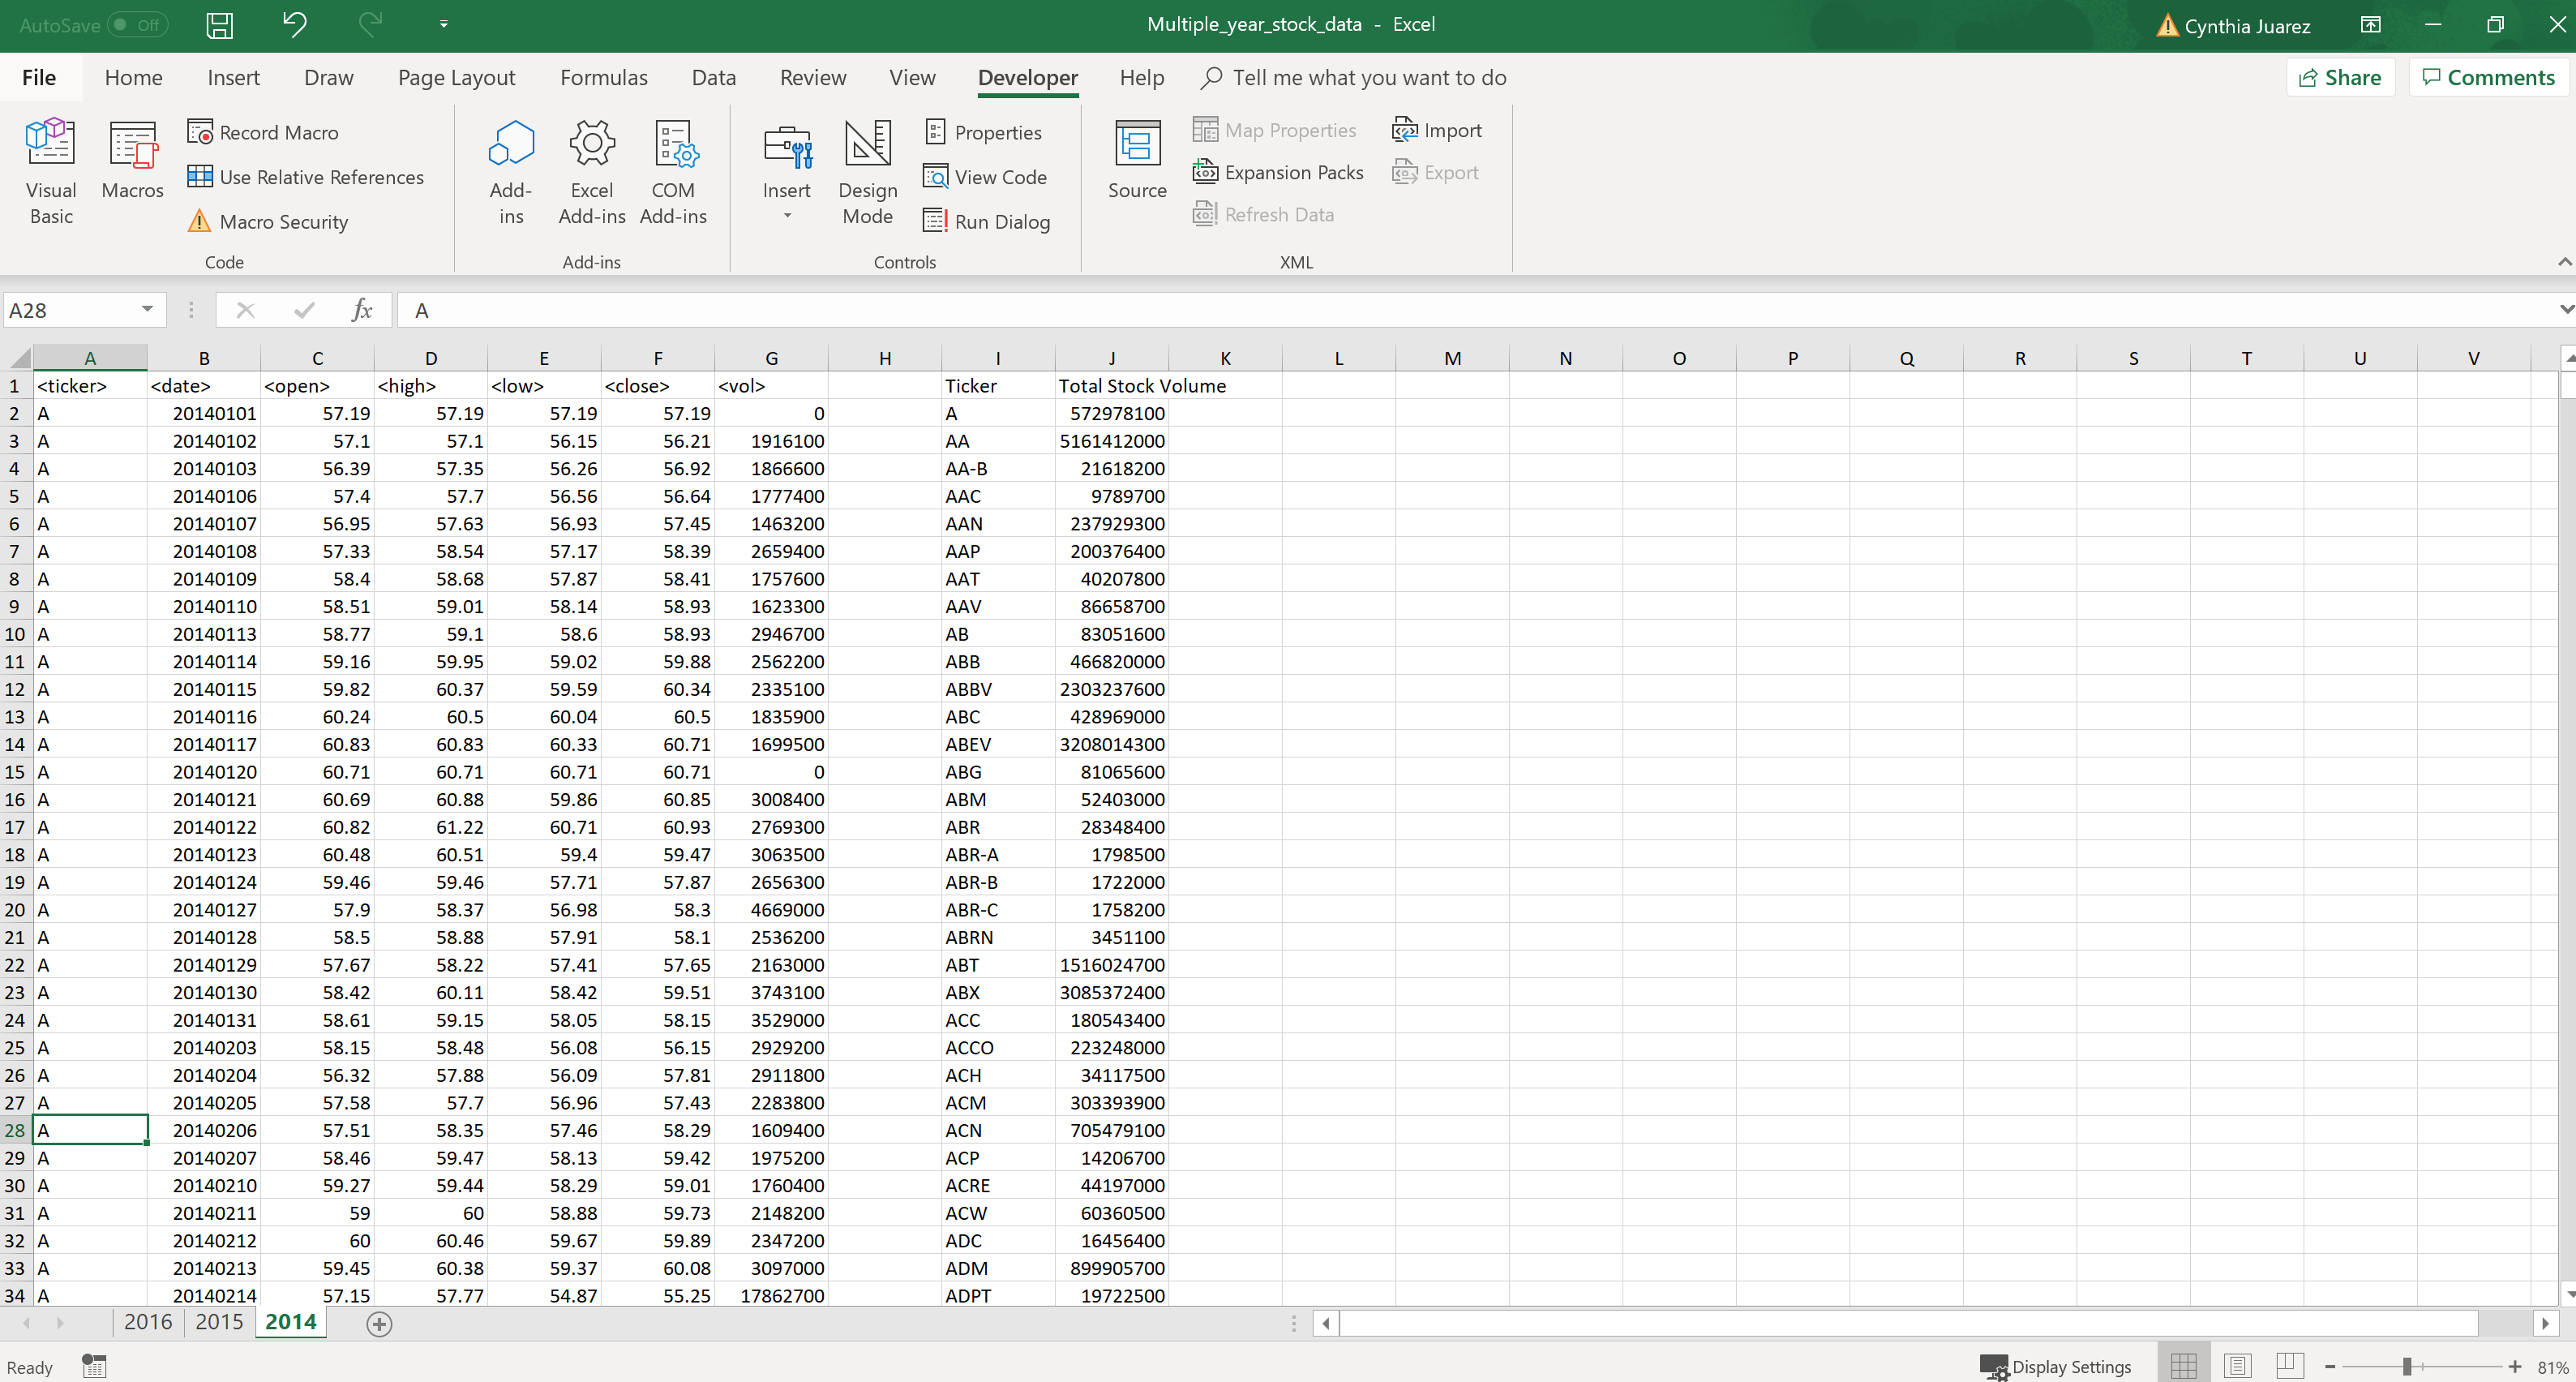 AutoSave Off Multiple_year_stock_data - Excel Cynthia Juarez
File Home Insert Draw Page Layout Formulas Data Review View Developer Help Tell me what you want to do Share Comments
Visual Basic
Macros
Record Macro
Use Relative References
Macro Security
Code
Add-ins
Excel Add-ins
COM Add-ins
Add-ins
Insert
Design Mode
Properties
View Code
Run Dialog
Controls
Source
Map Properties
Expansion Packs
Refresh Data
Import
Export
XML
A28 fx A
A B C D E F G H I J K L M N O P Q R S T U V
1 <ticker> <date> <open> <high> <low> <close> <vol> Ticker Total Stock Volume
2 A 20140101 57.19 57.19 57.19 57.19 0 A 572978100
3 A 20140102 57.1 57.1 56.15 56.21 1916100 AA 5161412000
4 A 20140103 56.39 57.35 56.26 56.92 1866600 AA-B 21618200
5 A 20140106 57.4 57.7 56.56 56.64 1777400 AAC 9789700
6 A 20140107 56.95 57.63 56.93 57.45 1463200 AAN 237929300
7 A 20140108 57.33 58.54 57.17 58.39 2659400 AAP 200376400
8 A 20140109 58.4 58.68 57.87 58.41 1757600 AAT 40207800
9 A 20140110 58.51 59.01 58.14 58.93 1623300 AAV 86658700
10 A 20140113 58.77 59.1 58.6 58.93 2946700 AB 83051600
11 A 20140114 59.16 59.95 59.02 59.88 2562200 ABB 466820000
12 A 20140115 59.82 60.37 59.59 60.34 2335100 ABBV 2303237600
13 A 20140116 60.24 60.5 60.04 60.5 1835900 ABC 428969000
14 A 20140117 60.83 60.83 60.33 60.71 1699500 ABEV 3208014300
15 A 20140120 60.71 60.71 60.71 60.71 0 ABG 81065600
16 A 20140121 60.69 60.88 59.86 60.85 3008400 ABM 52403000
17 A 20140122 60.82 61.22 60.71 60.93 2769300 ABR 28348400
18 A 20140123 60.48 60.51 59.4 59.47 3063500 ABR-A 1798500
19 A 20140124 59.46 59.46 57.71 57.87 2656300 ABR-B 1722000
20 A 20140127 57.9 58.37 56.98 58.3 4669000 ABR-C 1758200
21 A 20140128 58.5 58.88 57.91 58.1 2536200 ABRN 3451100
22 A 20140129 57.67 58.22 57.41 57.65 2163000 ABT 1516024700
23 A 20140130 58.42 60.11 58.42 59.51 3743100 ABX 3085372400
24 A 20140131 58.61 59.15 58.05 58.15 3529000 ACC 180543400
25 A 20140203 58.15 58.48 56.08 56.15 2929200 ACCO 223248000
26 A 20140204 56.32 57.88 56.09 57.81 2911800 ACH 34117500
27 A 20140205 57.58 57.7 56.96 57.43 2283800 ACM 303393900
28 A 20140206 57.51 58.35 57.46 58.29 1609400 ACN 705479100
29 A 20140207 58.46 59.47 58.13 59.42 1975200 ACP 14206700
30 A 20140210 59.27 59.44 58.29 59.01 1760400 ACRE 44197000
31 A 20140211 59 60 58.88 59.73 2148200 ACW 60360500
32 A 20140212 60 60.46 59.67 59.89 2347200 ADC 16456400
33 A 20140213 59.45 60.38 59.37 60.08 3097000 ADM 899905700
34 A 20140214 57.15 57.77 54.87 55.25 17862700 ADPT 19722500
2016 2015 2014
Ready Display Settings 81%